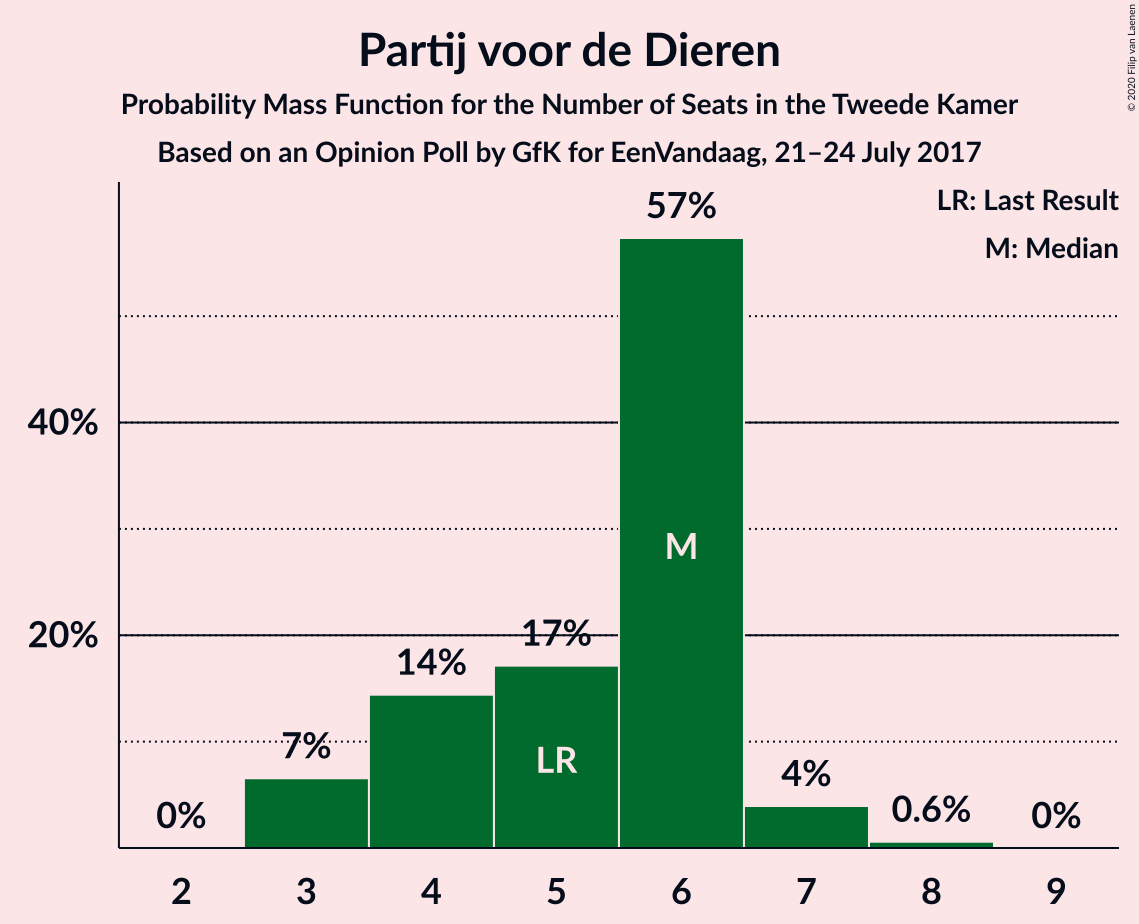 Partij voor de Dieren
Probability Mass Function for the Number of Seats in the Tweede Kamer
Based on an Opinion Poll by GfK for EenVandaag, 21–24 July 2017
© 2020 Filip van Laenen
LR: Last Result
M: Median
57%
40%
M
20%
17%
14%
7%
LR
4%
0.6%
0%
0%
2 3 4 5 6 7 8 9